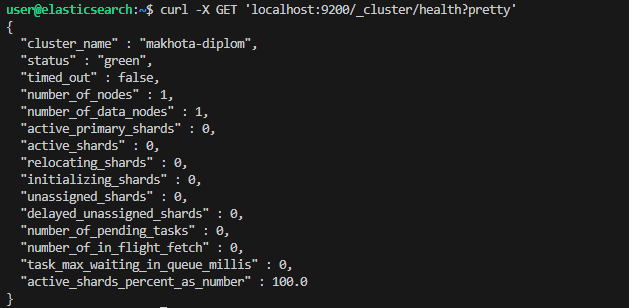 user@elasticsearch:~$ curl -X GET 'localhost:9200/_cluster/health?pretty'
{
  "cluster_name" : "makhota-diplom",
  "status" : "green",
  "timed_out" : false,
  "number_of_nodes" : 1,
  "number_of_data_nodes" : 1,
  "active_primary_shards" : 0,
  "active_shards" : 0,
  "relocating_shards" : 0,
  "initializing_shards" : 0,
  "unassigned_shards" : 0,
  "delayed_unassigned_shards" : 0,
  "number_of_pending_tasks" : 0,
  "number_of_in_flight_fetch" : 0,
  "task_max_waiting_in_queue_millis" : 0,
  "active_shards_percent_as_number" : 100.0
}